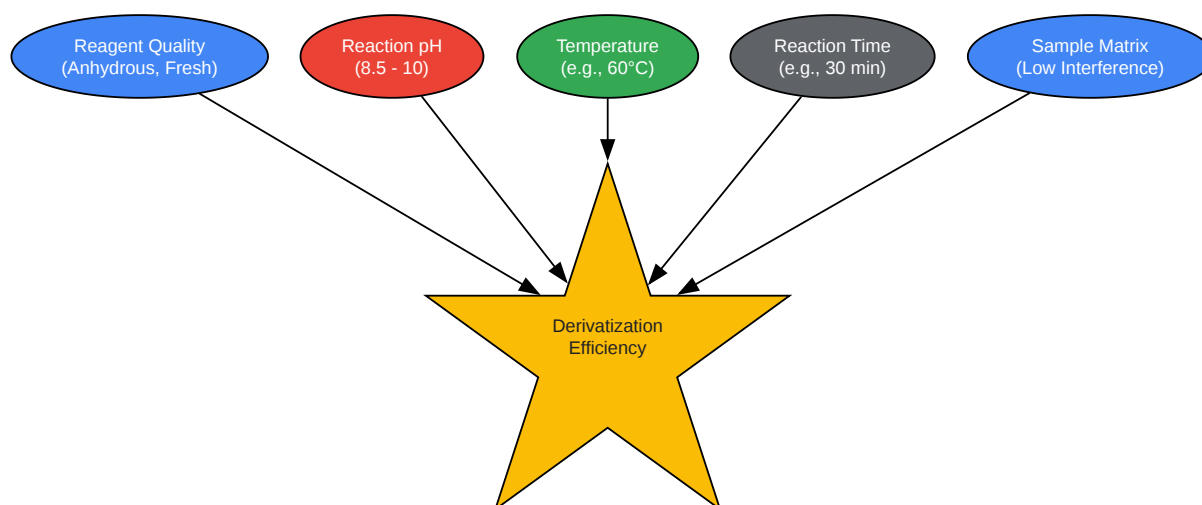 Reagent Quality
(Anhydrous, Fresh)
Reaction pH
(8.5 - 10)
Temperature
(e.g., 60°C)
Reaction Time
(e.g., 30 min)
Sample Matrix
(Low Interference)
Derivatization
Efficiency